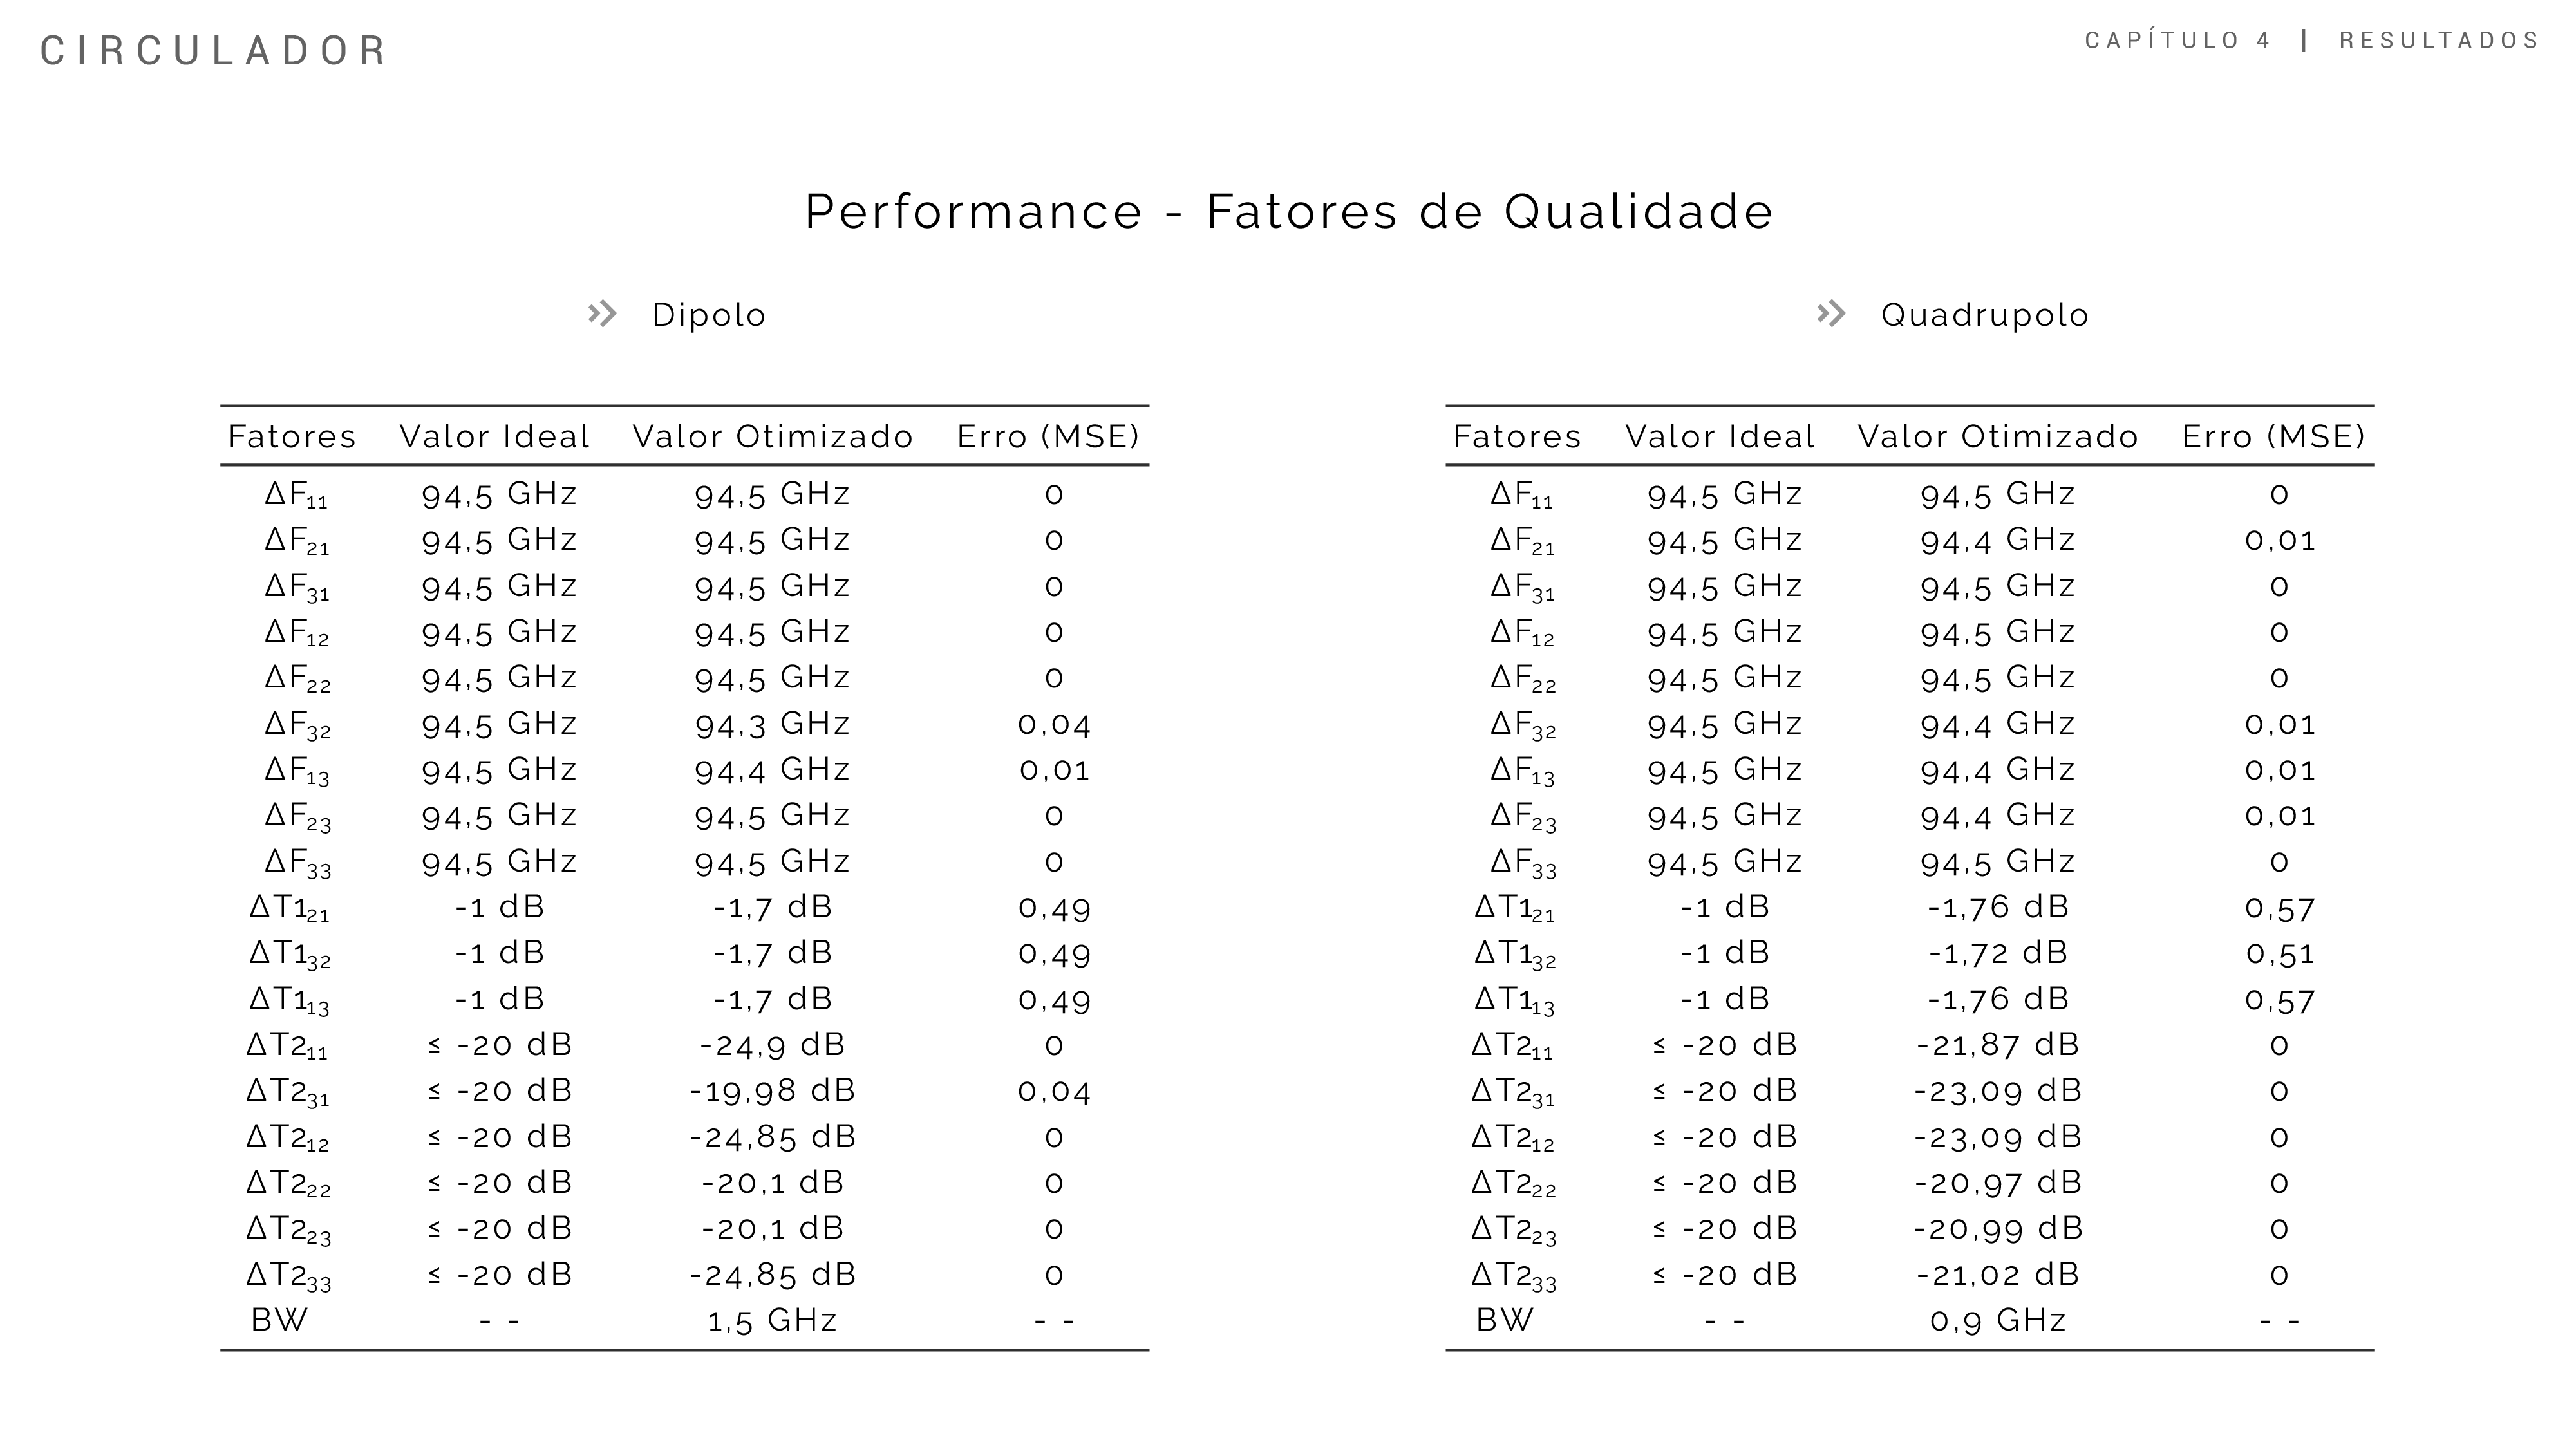 CIRCULADOR
CAPÍTULO 4 | RESULTADOS
Performance - Fatores de Qualidade
Dipolo
Fatores Valor Ideal Valor Otimizado Erro (MSE)
ΔF₁₁ 94,5 GHz 94,5 GHz 0
ΔF₂₁ 94,5 GHz 94,5 GHz 0
ΔF₃₁ 94,5 GHz 94,5 GHz 0
ΔF₁₂ 94,5 GHz 94,5 GHz 0
ΔF₂₂ 94,5 GHz 94,5 GHz 0
ΔF₃₂ 94,5 GHz 94,3 GHz 0,04
ΔF₁₃ 94,5 GHz 94,4 GHz 0,01
ΔF₂₃ 94,5 GHz 94,5 GHz 0
ΔF₃₃ 94,5 GHz 94,5 GHz 0
ΔT1₂₁ -1 dB -1,7 dB 0,49
ΔT1₃₂ -1 dB -1,7 dB 0,49
ΔT1₁₃ -1 dB -1,7 dB 0,49
ΔT2₁₁ ≤ -20 dB -24,9 dB 0
ΔT2₃₁ ≤ -20 dB -19,98 dB 0,04
ΔT2₁₂ ≤ -20 dB -24,85 dB 0
ΔT2₂₂ ≤ -20 dB -20,1 dB 0
ΔT2₂₃ ≤ -20 dB -20,1 dB 0
ΔT2₃₃ ≤ -20 dB -24,85 dB 0
BW - - 1,5 GHz - -
Quadrupolo
Fatores Valor Ideal Valor Otimizado Erro (MSE)
ΔF₁₁ 94,5 GHz 94,5 GHz 0
ΔF₂₁ 94,5 GHz 94,4 GHz 0,01
ΔF₃₁ 94,5 GHz 94,5 GHz 0
ΔF₁₂ 94,5 GHz 94,5 GHz 0
ΔF₂₂ 94,5 GHz 94,5 GHz 0
ΔF₃₂ 94,5 GHz 94,4 GHz 0,01
ΔF₁₃ 94,5 GHz 94,4 GHz 0,01
ΔF₂₃ 94,5 GHz 94,4 GHz 0,01
ΔF₃₃ 94,5 GHz 94,5 GHz 0
ΔT1₂₁ -1 dB -1,76 dB 0,57
ΔT1₃₂ -1 dB -1,72 dB 0,51
ΔT1₁₃ -1 dB -1,76 dB 0,57
ΔT2₁₁ ≤ -20 dB -21,87 dB 0
ΔT2₃₁ ≤ -20 dB -23,09 dB 0
ΔT2₁₂ ≤ -20 dB -23,09 dB 0
ΔT2₂₂ ≤ -20 dB -20,97 dB 0
ΔT2₂₃ ≤ -20 dB -20,99 dB 0
ΔT2₃₃ ≤ -20 dB -21,02 dB 0
BW - - 0,9 GHz - -